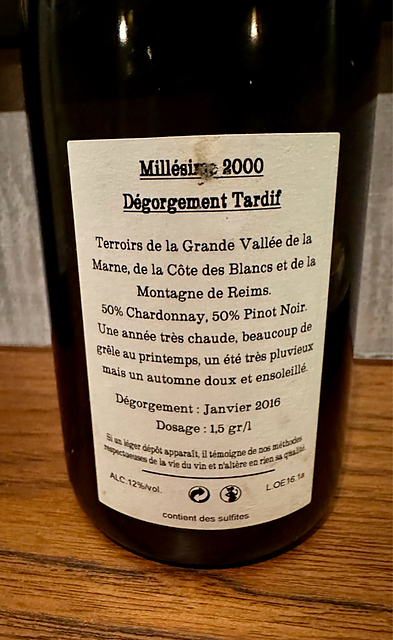 Millésime 2000
Dégorgement Tardif
Terroirs de la Grande Vallée de la
Marne, de la Côte des Blancs et de la
Montagne de Reims.
50% Chardonnay, 50% Pinot Noir.
Une année très chaude, beaucoup de
grêle au printemps, un été très pluvieux
mais un automne doux et ensoleillé.
Dégorgement : Janvier 2016
Dosage : 1,5 gr/l
Si un léger dépôt apparaît, il témoigne de nos méthodes
respectueuses de la vie du vin et n'altère en rien sa qualité.
ALC.12%/vol.
L.OE16.1a
contient des sulfites